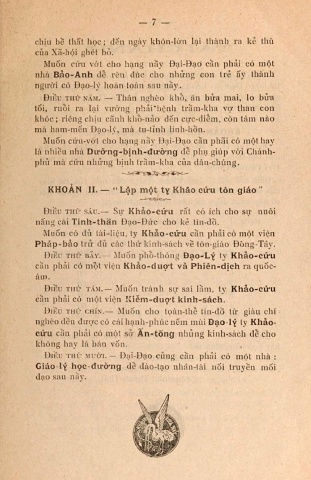 — 7 —
chịu bề thất học; đến ngày khôn-lớn lại thành ra kẻ thù
của Xã-hội ghét bỏ.
Muốn cứu vớt cho hạng nầy Đại-Đạo cần phải có một
nhà Bảo-Anh để rèn đúc cho những con trẻ ấy thành
người có Đạo-lý hoàn toàn sau nầy.
ĐIỀU THỨ NĂM. — Thân nghèo khổ, ăn bữa mai, lo bữa
tối, ruồi ra lại vướng phải bệnh trầm-kha vợ than con
khóc; riêng chịu cảnh khổ-não đến cực-điểm, còn tâm nào
mà ham-mến Đạo-lý, mà tu-tỉnh linh-hồn.
Muốn cứu-vớt cho hạng nầy Đại-Đạo cần phải có một hay
là nhiều nhà Dưỡng-bịnh-đường để phụ giúp với Chánh-
phủ mà cứu những bịnh trầm-kha của dân-chúng.
KHOẢN II. — “ Lập một ty Khảo cứu tôn giáo ”
ĐIỀU THỨ SÁU. — Sự Khảo-cứu rất có ích cho sự nuôi
nấng cái Tinh-thần Đạo-Đức cho kẻ tín-đồ.
Muốn có đủ tài-liệu, ty Khảo-cứu cần phải có một viện
Pháp-bảo trữ đủ các thứ kinh-sách về tôn-giáo Đông-Tây.
ĐIỀU THỨ NẦY. — Muốn phổ-thông Đạo-Lý ty Khảo-cứu
cần phải có một viện Khảo-duyệt và Phiên-dịch ra quốc-
âm.
ĐIỀU THỨ TÁM. — Muốn tránh sự sai lầm, ty Khảo-cứu
cần phải có một viện Kiểm-duyệt kinh-sách.
ĐIỀU THỨ CHÍN. — Muốn cho toàn-thể tín-đồ từ giàu chí
nghèo đều được có cái hạnh-phúc nếm mùi Đạo-lý ty Khảo-
cứu cần phải có một sở Ấn-tống những kinh-sách để cho
không hay là bán vốn.
ĐIỀU THỨ MƯỜI. — Đại-Đạo cũng cần phải có một nhà :
Giáo-lý học-đường để đào-tạo nhân-tài nối truyền mối
đạo sau nầy.